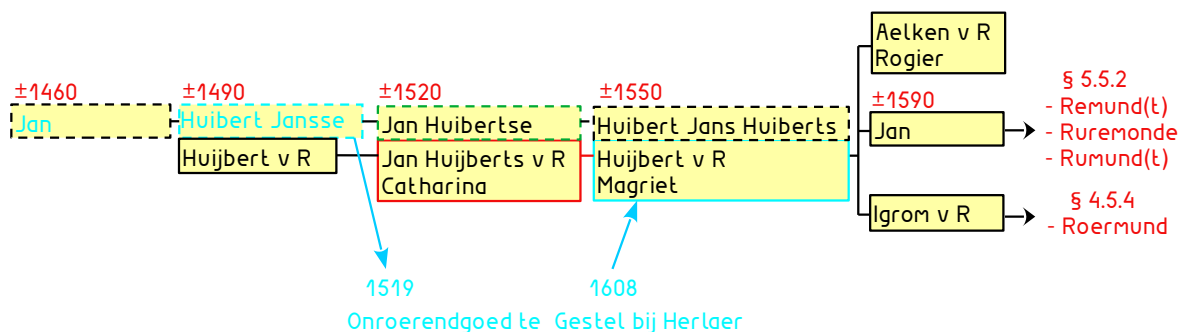 ±1460
Jan
±1490
Huibert Jansse
Huijbert v R
±1520
Jan Huibertse
Jan Huijberts v R
Catharina
±1550
Huibert Jans Huiberts
Huijbert v R
Magriet
Aelken v R
Rogier
±1590
Jan
Igrom v R
§ 5.5.2
- Remund(t)
- Ruremonde
- Rumund(t)
§ 4.5.4
- Roermund
1519
1608
Onroerendgoed te Gestel bij Herlaer